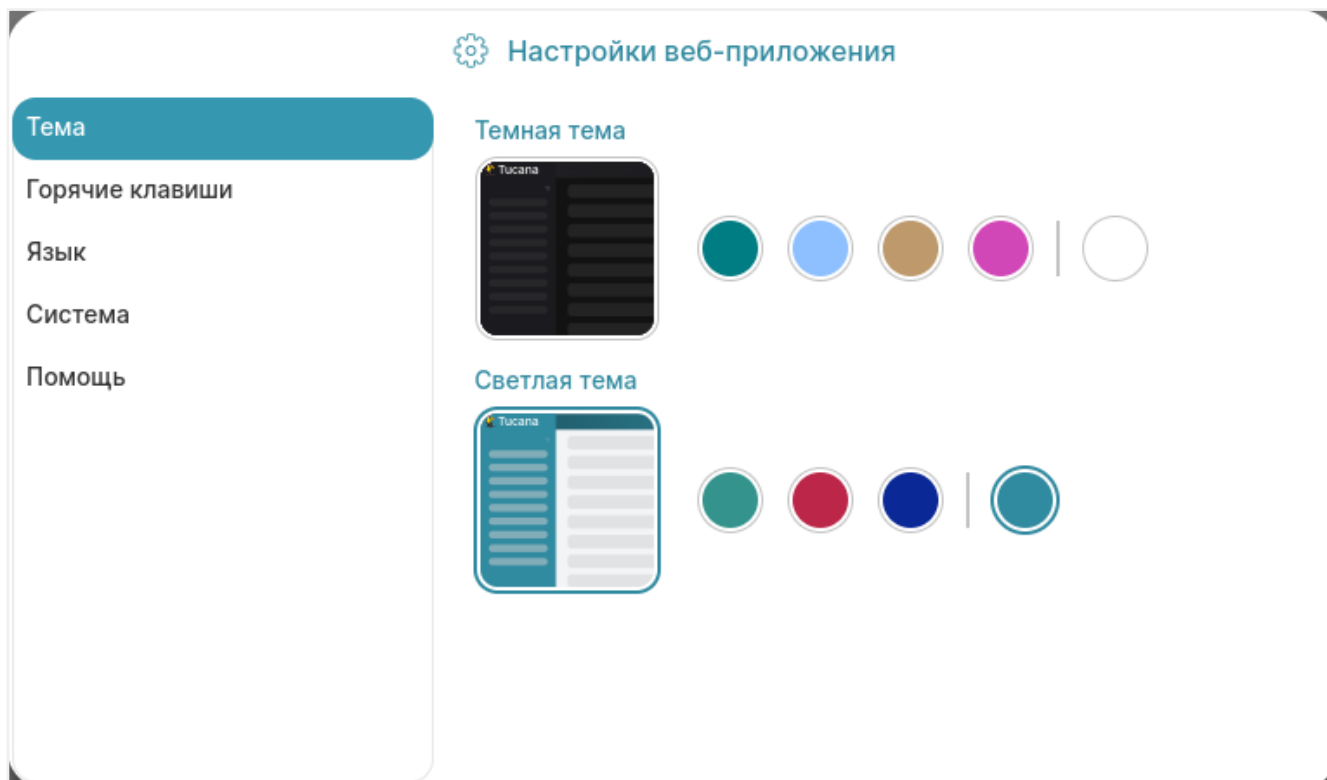 Настройки веб-приложения
Тема
Горячие клавиши
Язык
Система
Помощь
Темная тема
Tucana
Светлая тема
Tucana